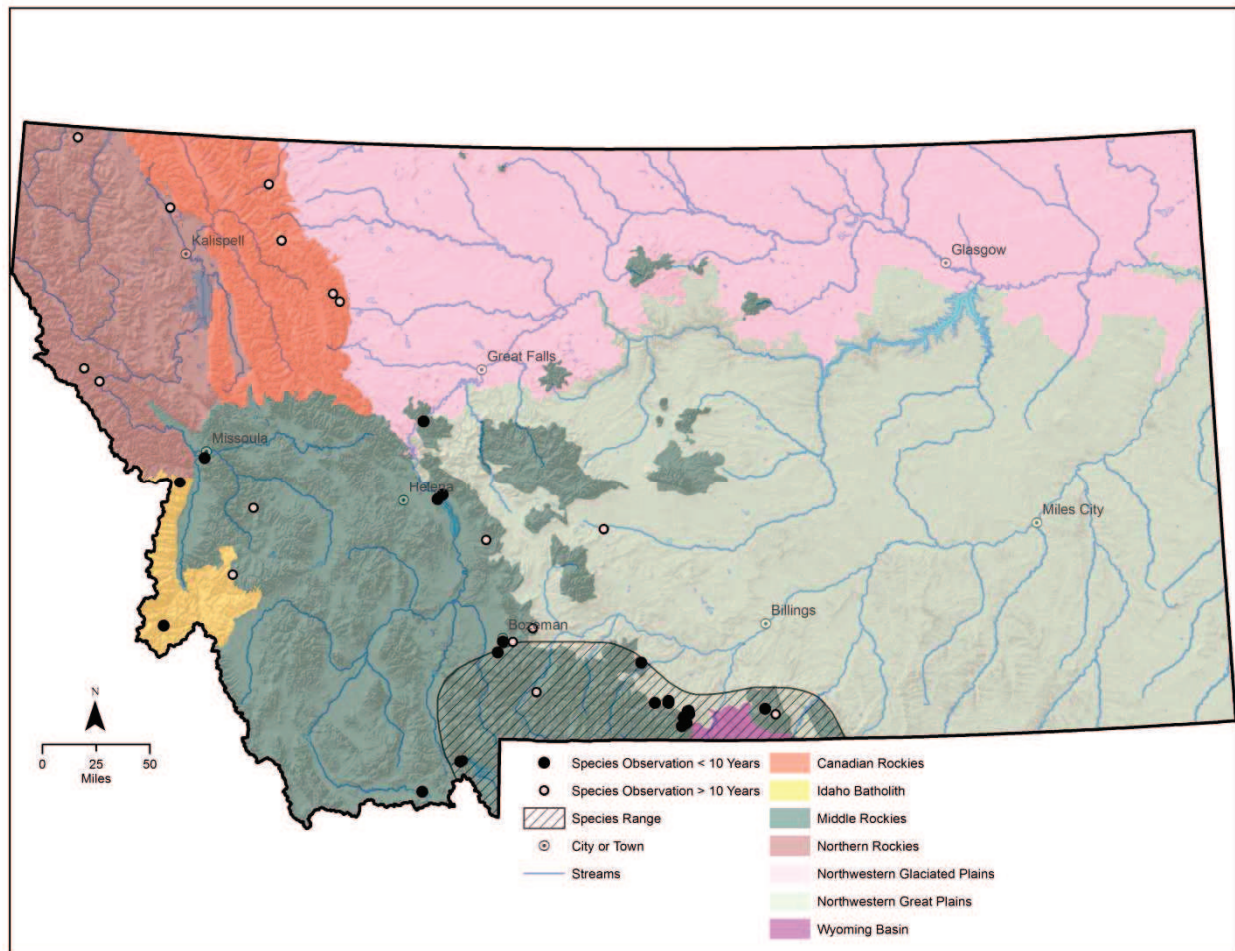 Kalispell
Glasgow
Great Falls
Missoula
Helena
Miles City
Billings
Bozeman
N
0 25 50
Miles
Species Observation < 10 Years
Species Observation > 10 Years
Species Range
City or Town
Streams
Canadian Rockies
Idaho Batholith
Middle Rockies
Northern Rockies
Northwestern Glaciated Plains
Northwestern Great Plains
Wyoming Basin